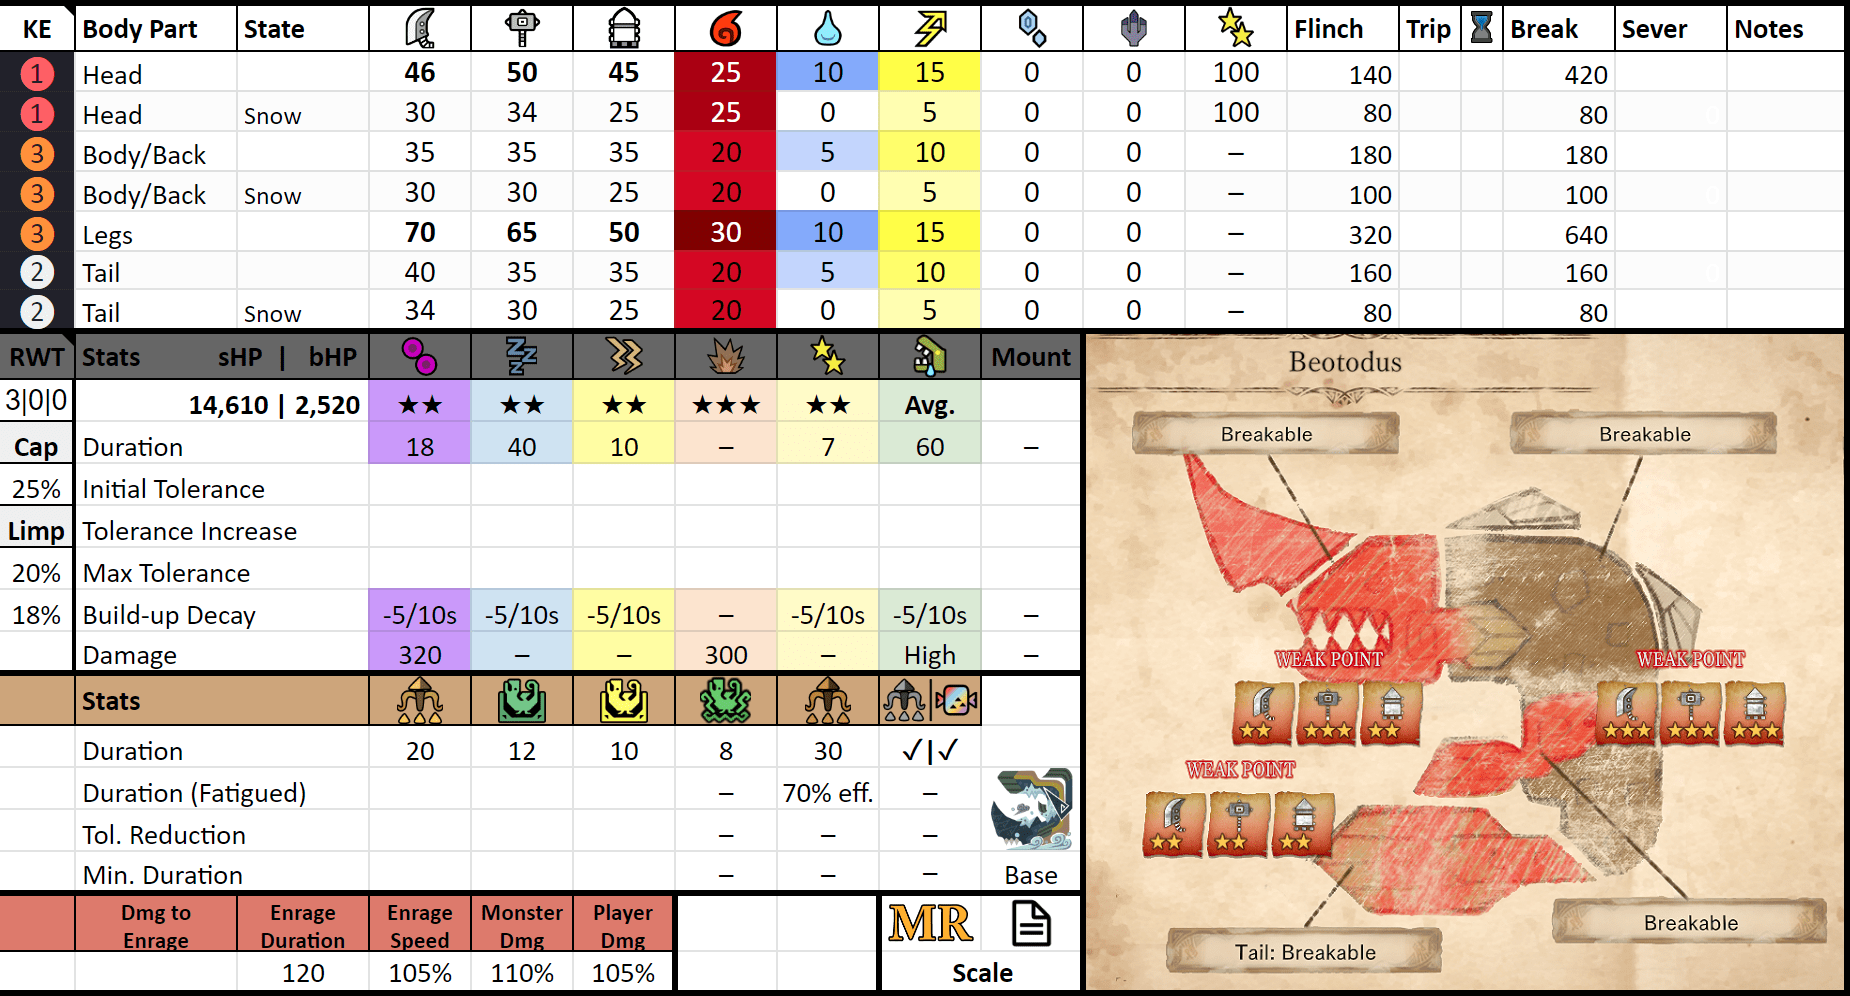 KE Body Part State Flinch Trip Break Sever Notes
1 Head 46 50 45 25 10 15 0 0 100 140 420
1 Head Snow 30 34 25 25 0 5 0 0 100 80 80
3 Body/Back 35 35 35 20 5 10 0 0 – 180 180
3 Body/Back Snow 30 30 25 20 0 5 0 0 – 100 100
3 Legs 70 65 50 30 10 15 0 0 – 320 640
2 Tail 40 35 35 20 5 10 0 0 – 160 160
2 Tail Snow 34 30 25 20 0 5 0 0 – 80 80
RWT Stats sHP | bHP Mount
3|0|0 14,610 | 2,520 ★★ ★★ ★★ ★★★ ★★ Avg.
Cap Duration 18 40 10 – 7 60 –
25% Initial Tolerance
Limp Tolerance Increase
20% Max Tolerance
18% Build-up Decay -5/10s -5/10s -5/10s – -5/10s -5/10s –
Damage 320 – – 300 – High –
Stats
Duration 20 12 10 8 30 ✓|✓
Duration (Fatigued) – 70% eff. –
Tol. Reduction – – –
Min. Duration – – – Base
Dmg to Enrage Enrage Duration Enrage Speed Monster Dmg Player Dmg MR
120 105% 110% 105% Scale
Beotodus
Breakable
Breakable
WEAK POINT
WEAK POINT
WEAK POINT
Breakable
Tail: Breakable